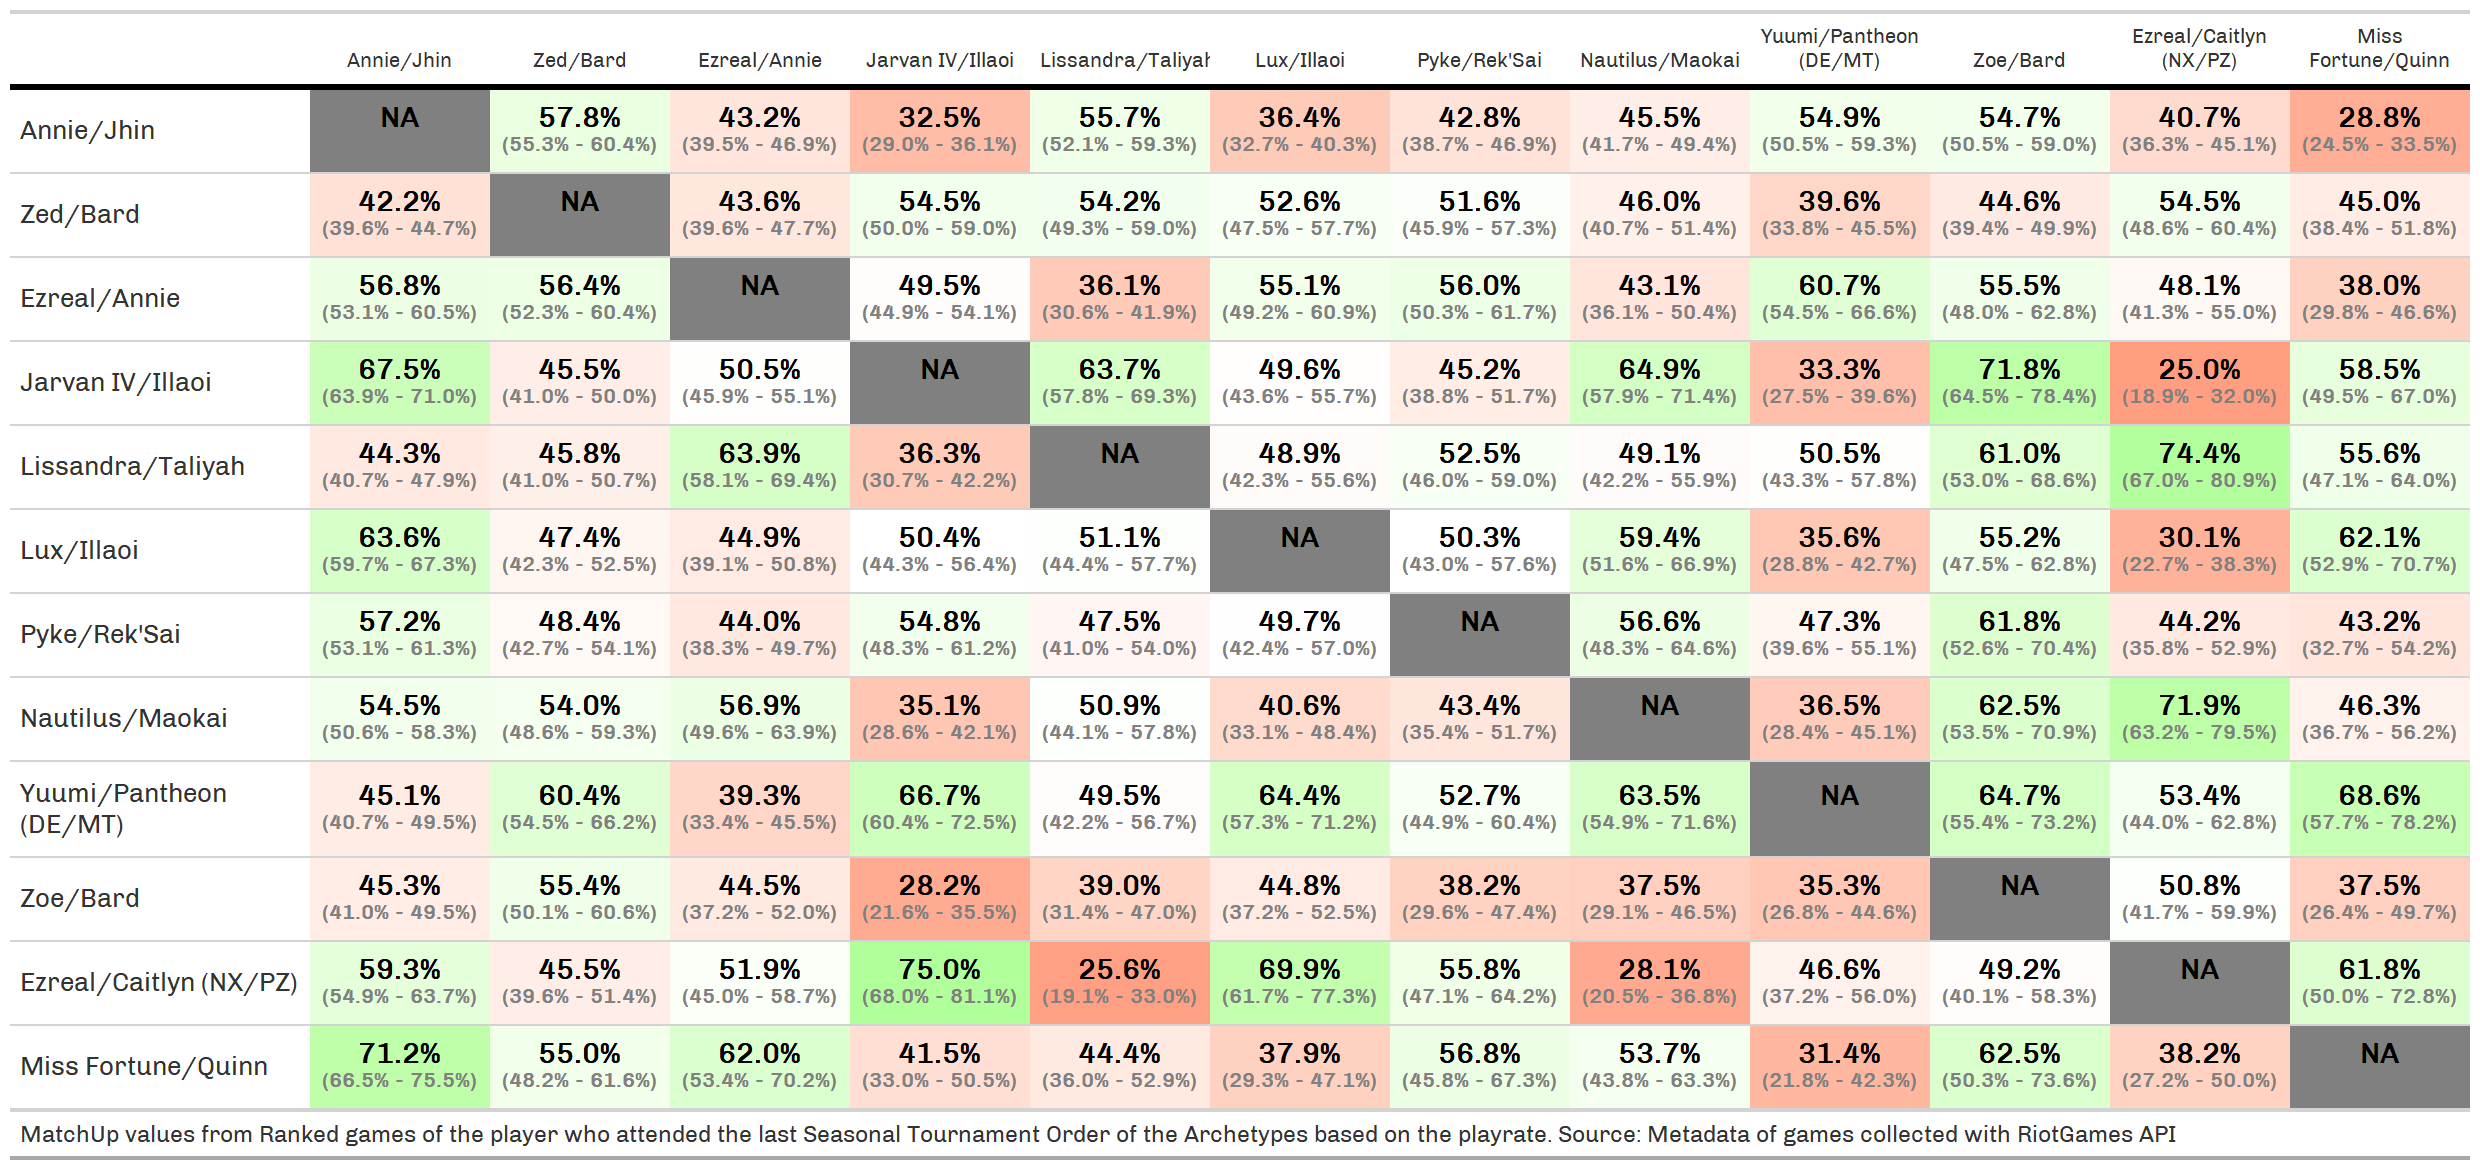 Annie/Jhin Zed/Bard Ezreal/Annie Jarvan IV/Illaoi Lissandra/Taliyah Lux/Illaoi Pyke/Rek'Sai Nautilus/Maokai Yuumi/Pantheon (DE/MT) Zoe/Bard Ezreal/Caitlyn (NX/PZ) Miss Fortune/Quinn
Annie/Jhin NA 57.8% 43.2% 32.5% 55.7% 36.4% 42.8% 45.5% 54.9% 54.7% 40.7% 28.8%
(55.3% - 60.4%) (39.5% - 46.9%) (29.0% - 36.1%) (52.1% - 59.3%) (32.7% - 40.3%) (38.7% - 46.9%) (41.7% - 49.4%) (50.5% - 59.3%) (50.5% - 59.0%) (36.3% - 45.1%) (24.5% - 33.5%)
Zed/Bard 42.2% NA 43.6% 54.5% 54.2% 52.6% 51.6% 46.0% 39.6% 44.6% 54.5% 45.0%
(39.6% - 44.7%) (39.6% - 47.7%) (50.0% - 59.0%) (49.3% - 59.0%) (47.5% - 57.7%) (45.9% - 57.3%) (40.7% - 51.4%) (33.8% - 45.5%) (39.4% - 49.9%) (48.6% - 60.4%) (38.4% - 51.8%)
Ezreal/Annie 56.8% 56.4% NA 49.5% 36.1% 55.1% 56.0% 43.1% 60.7% 55.5% 48.1% 38.0%
(53.1% - 60.5%) (52.3% - 60.4%) (44.9% - 54.1%) (30.6% - 41.9%) (49.2% - 60.9%) (50.3% - 61.7%) (36.1% - 50.4%) (54.5% - 66.6%) (48.0% - 62.8%) (41.3% - 55.0%) (29.8% - 46.6%)
Jarvan IV/Illaoi 67.5% 45.5% 50.5% NA 63.7% 49.6% 45.2% 64.9% 33.3% 71.8% 25.0% 58.5%
(63.9% - 71.0%) (41.0% - 50.0%) (45.9% - 55.1%) (57.8% - 69.3%) (43.6% - 55.7%) (38.8% - 51.7%) (57.9% - 71.4%) (27.5% - 39.6%) (64.5% - 78.4%) (18.9% - 32.0%) (49.5% - 67.0%)
Lissandra/Taliyah 44.3% 45.8% 63.9% 36.3% NA 48.9% 52.5% 49.1% 50.5% 61.0% 74.4% 55.6%
(40.7% - 47.9%) (41.0% - 50.7%) (58.1% - 69.4%) (30.7% - 42.2%) (42.3% - 55.6%) (46.0% - 59.0%) (42.2% - 55.9%) (43.3% - 57.8%) (53.0% - 68.6%) (67.0% - 80.9%) (47.1% - 64.0%)
Lux/Illaoi 63.6% 47.4% 44.9% 50.4% 51.1% NA 50.3% 59.4% 35.6% 55.2% 30.1% 62.1%
(59.7% - 67.3%) (42.3% - 52.5%) (39.1% - 50.8%) (44.3% - 56.4%) (44.4% - 57.7%) (43.0% - 57.6%) (51.6% - 66.9%) (28.8% - 42.7%) (47.5% - 62.8%) (22.7% - 38.3%) (52.9% - 70.7%)
Pyke/Rek'Sai 57.2% 48.4% 44.0% 54.8% 47.5% 49.7% NA 56.6% 47.3% 61.8% 44.2% 43.2%
(53.1% - 61.3%) (42.7% - 54.1%) (38.3% - 49.7%) (48.3% - 61.2%) (41.0% - 54.0%) (42.4% - 57.0%) (48.3% - 64.6%) (39.6% - 55.1%) (52.6% - 70.4%) (35.8% - 52.9%) (32.7% - 54.2%)
Nautilus/Maokai 54.5% 54.0% 56.9% 35.1% 50.9% 40.6% 43.4% NA 36.5% 62.5% 71.9% 46.3%
(50.6% - 58.3%) (48.6% - 59.3%) (49.6% - 63.9%) (28.6% - 42.1%) (44.1% - 57.8%) (33.1% - 48.4%) (35.4% - 51.7%) (28.4% - 45.1%) (53.5% - 70.9%) (63.2% - 79.5%) (36.7% - 56.2%)
Yuumi/Pantheon (DE/MT) 45.1% 60.4% 39.3% 66.7% 49.5% 64.4% 52.7% 63.5% NA 64.7% 53.4% 68.6%
(40.7% - 49.5%) (54.5% - 66.2%) (33.4% - 45.5%) (60.4% - 72.5%) (42.2% - 56.7%) (57.3% - 71.2%) (44.9% - 60.4%) (54.9% - 71.6%) (55.4% - 73.2%) (44.0% - 62.8%) (57.7% - 78.2%)
Zoe/Bard 45.3% 55.4% 44.5% 28.2% 39.0% 44.8% 38.2% 37.5% 35.3% NA 50.8% 37.5%
(41.0% - 49.5%) (50.1% - 60.6%) (37.2% - 52.0%) (21.6% - 35.5%) (31.4% - 47.0%) (37.2% - 52.5%) (29.6% - 47.4%) (29.1% - 46.5%) (26.8% - 44.6%) (41.7% - 59.9%) (26.4% - 49.7%)
Ezreal/Caitlyn (NX/PZ) 59.3% 45.5% 51.9% 75.0% 25.6% 69.9% 55.8% 28.1% 46.6% 49.2% NA 61.8%
(54.9% - 63.7%) (39.6% - 51.4%) (45.0% - 58.7%) (68.0% - 81.1%) (19.1% - 33.0%) (61.7% - 77.3%) (47.1% - 64.2%) (20.5% - 36.8%) (37.2% - 56.0%) (40.1% - 58.3%) (50.0% - 72.8%)
Miss Fortune/Quinn 71.2% 55.0% 62.0% 41.5% 44.4% 37.9% 56.8% 53.7% 31.4% 62.5% 38.2% NA
(66.5% - 75.5%) (48.2% - 61.6%) (53.4% - 70.2%) (33.0% - 50.5%) (36.0% - 52.9%) (29.3% - 47.1%) (45.8% - 67.3%) (43.8% - 63.3%) (21.8% - 42.3%) (50.3% - 73.6%) (27.2% - 50.0%)
MatchUp values from Ranked games of the player who attended the last Seasonal Tournament Order of the Archetypes based on the playrate. Source: Metadata of games collected with RiotGames API